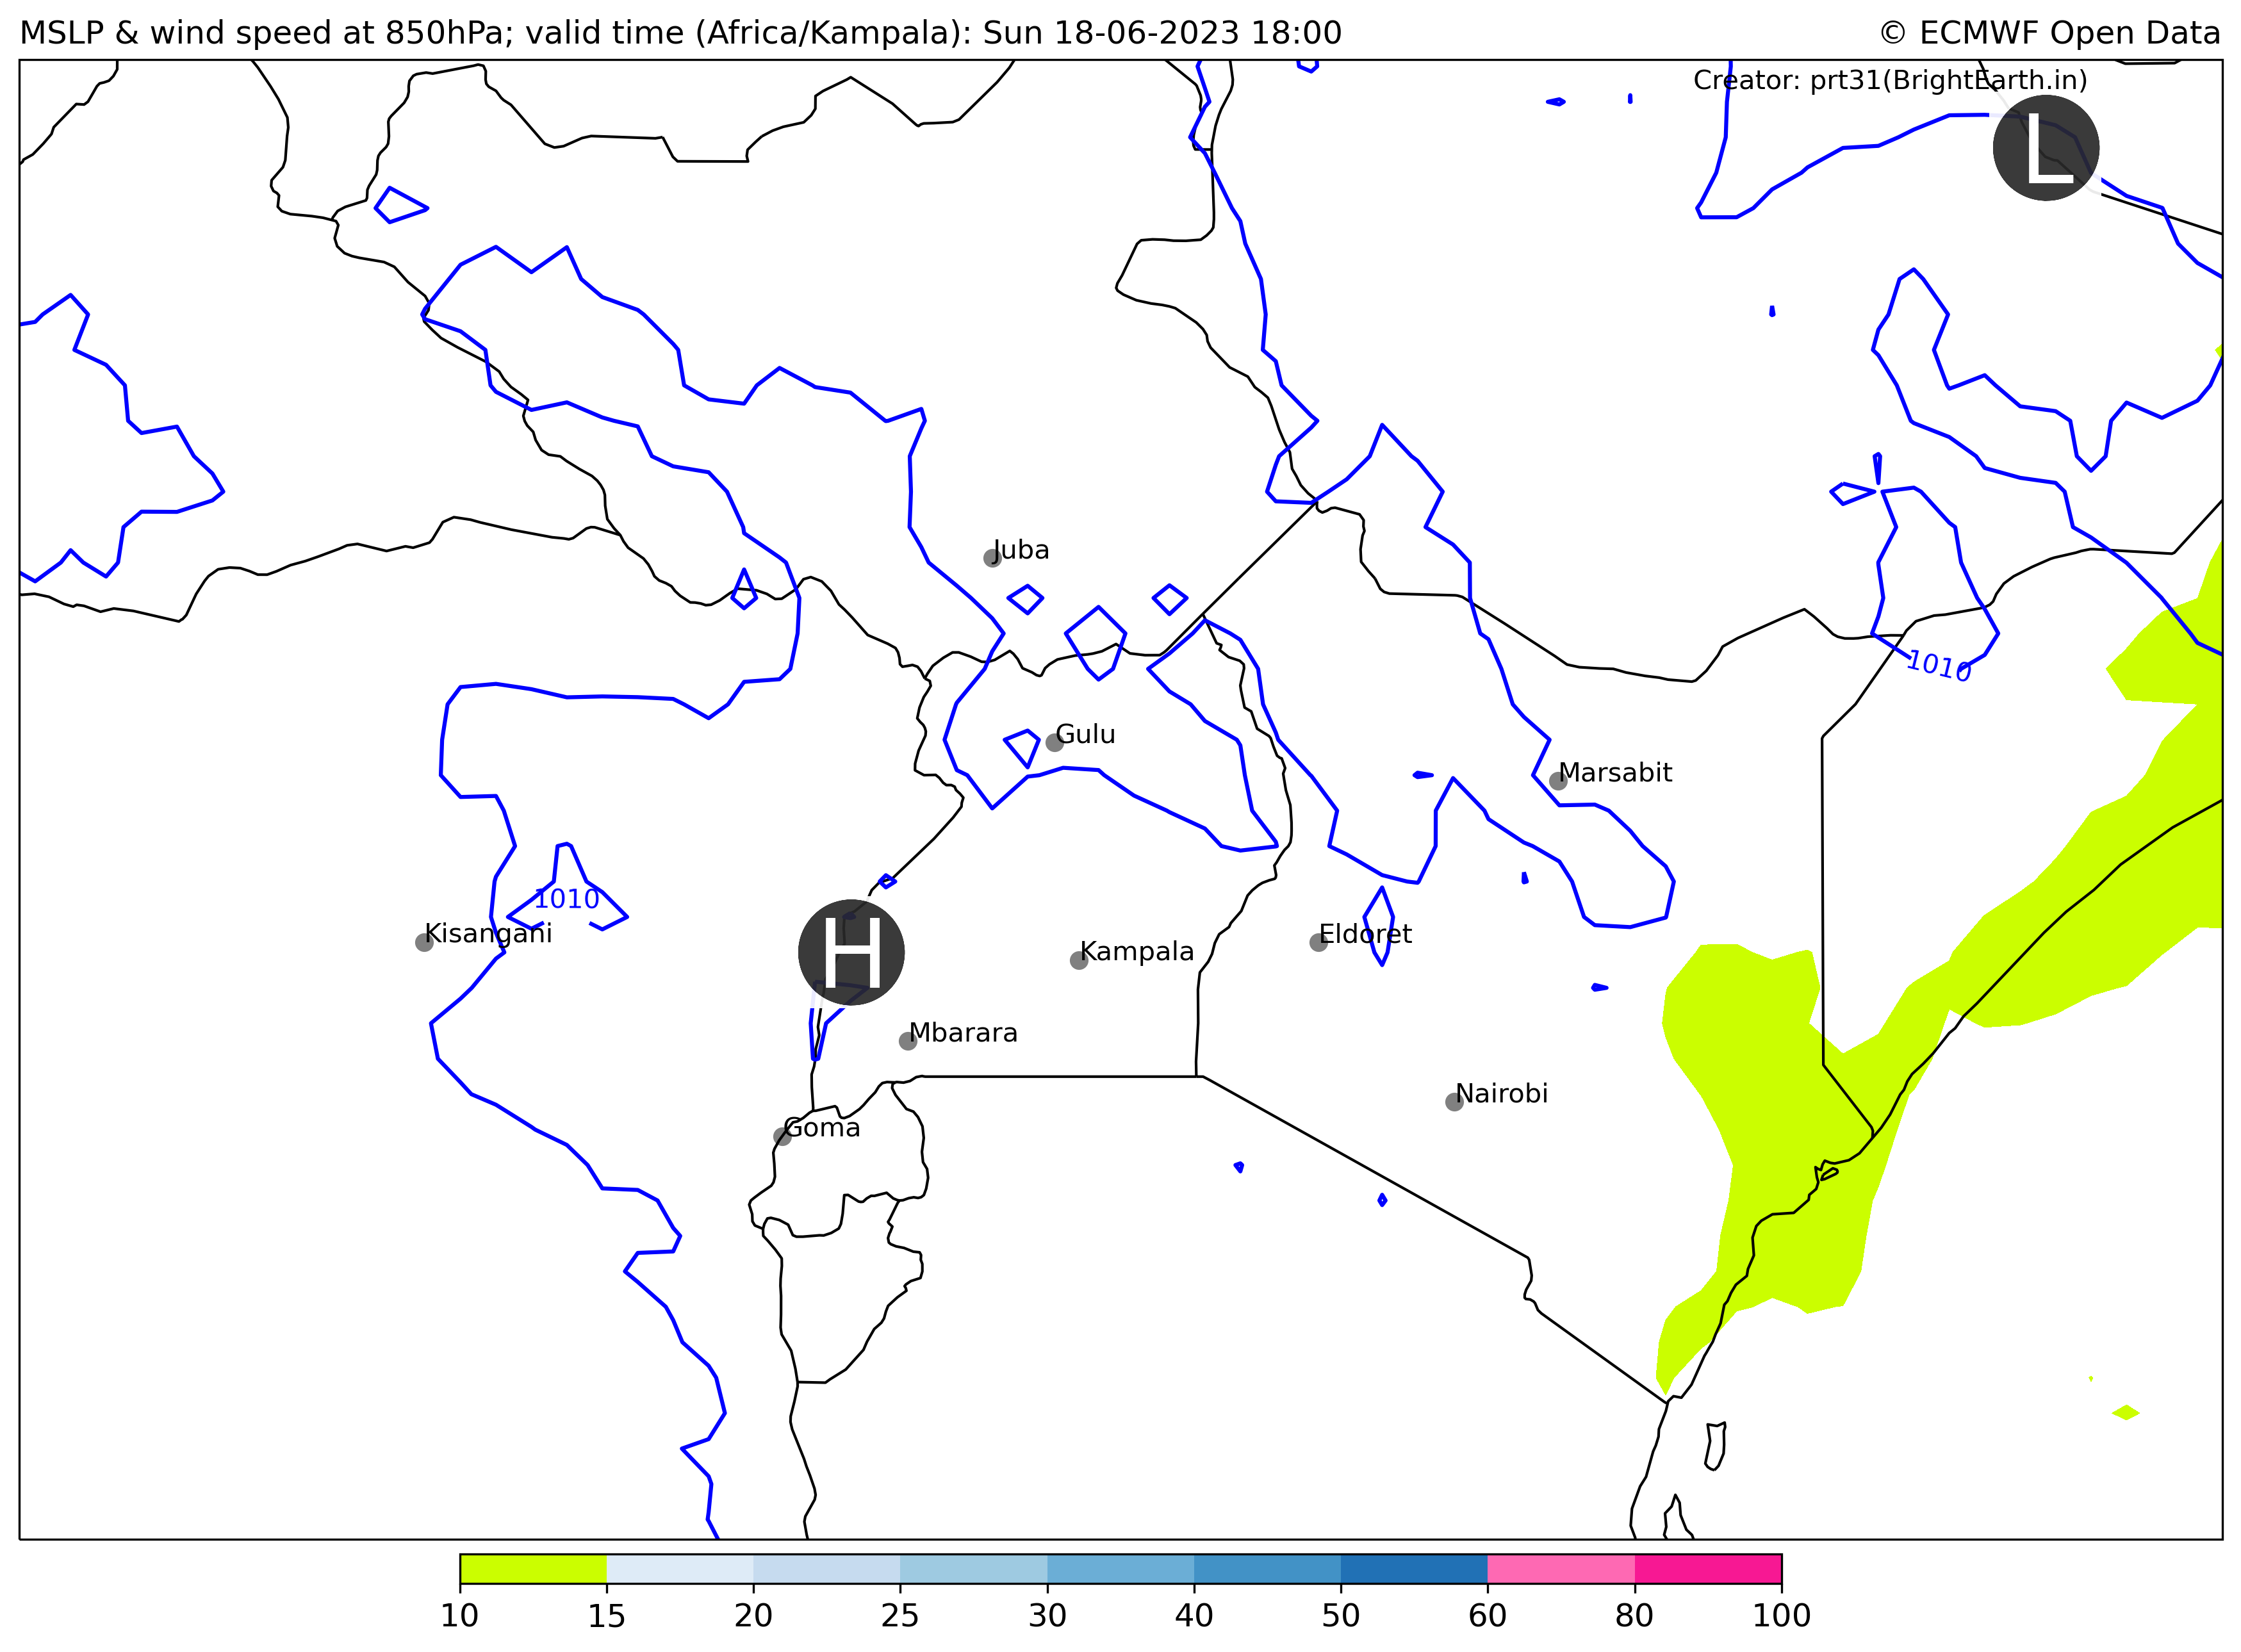 MSLP & wind speed at 850hPa; valid time (Africa/Kampala): Sun 18-06-2023 18:00
© ECMWF Open Data
Creator: prt31(BrightEarth.in)
L
Juba
1010
Gulu
Marsabit
1010
Kisangani
Eldoret
H
Kampala
Mbarara
Nairobi
Goma
10 15 20 25 30 40 50 60 80 100